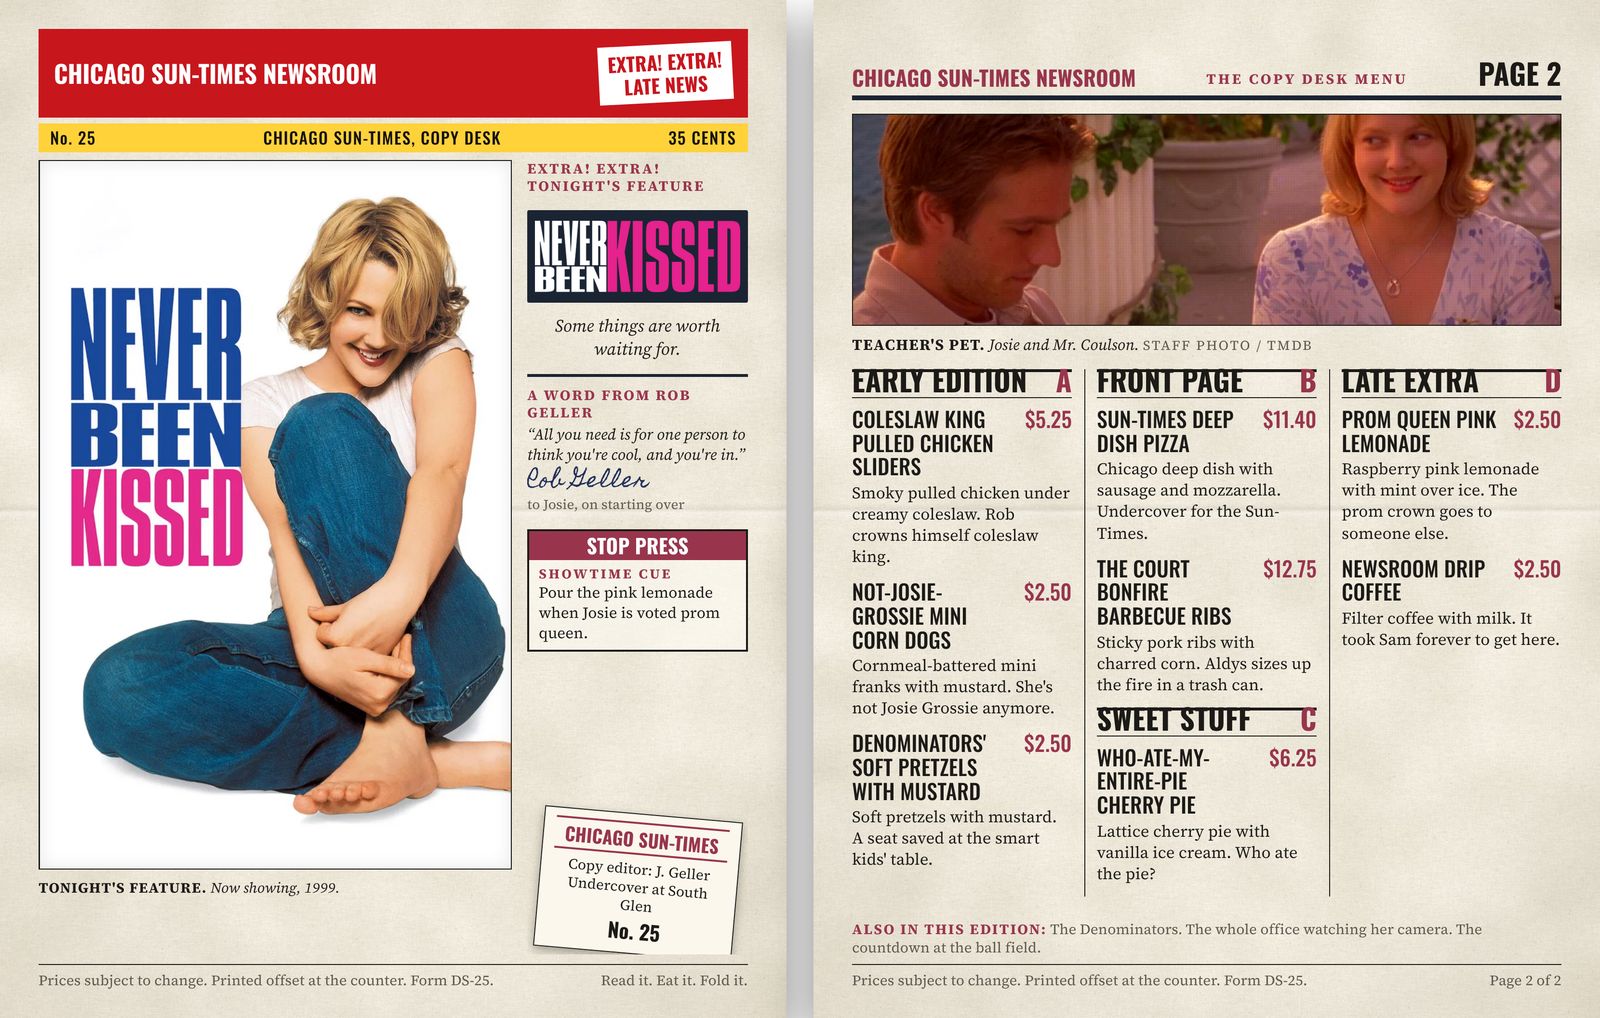 CHICAGO SUN-TIMES NEWSROOM
EXTRA! EXTRA!
LATE NEWS
No. 25
CHICAGO SUN-TIMES, COPY DESK
35 CENTS
NEVER
BEEN
KISSED
TONIGHT'S FEATURE. Now showing, 1999.
EXTRA! EXTRA!
TONIGHT'S FEATURE
NEVER
BEEN
KISSED
Some things are worth
waiting for.
A WORD FROM ROB
GELLER
“All you need is for one person to
think you're cool, and you're in.”
Rob Geller
to Josie, on starting over
STOP PRESS
SHOWTIME CUE
Pour the pink lemonade
when Josie is voted prom
queen.
CHICAGO SUN-TIMES
Copy editor: J. Geller
Undercover at South
Glen
No. 25
Prices subject to change. Printed offset at the counter. Form DS-25.
Read it. Eat it. Fold it.
CHICAGO SUN-TIMES NEWSROOM
THE COPY DESK MENU
PAGE 2
TEACHER'S PET. Josie and Mr. Coulson. STAFF PHOTO / TMDB
EARLY EDITION A
COLESLAW KING $5.25
PULLED CHICKEN
SLIDERS
Smoky pulled chicken under
creamy coleslaw. Rob
crowns himself coleslaw
king.
NOT-JOSIE- $2.50
GROSSIE MINI
CORN DOGS
Cornmeal-battered mini
franks with mustard. She's
not Josie Grossie anymore.
DENOMINATORS' $2.50
SOFT PRETZELS
WITH MUSTARD
Soft pretzels with mustard.
A seat saved at the smart
kids' table.
FRONT PAGE B
SUN-TIMES DEEP $11.40
DISH PIZZA
Chicago deep dish with
sausage and mozzarella.
Undercover for the Sun-
Times.
THE COURT $12.75
BONFIRE
BARBECUE RIBS
Sticky pork ribs with
charred corn. Aldys sizes up
the fire in a trash can.
SWEET STUFF C
WHO-ATE-MY- $6.25
ENTIRE-PIE
CHERRY PIE
Lattice cherry pie with
vanilla ice cream. Who ate
the pie?
LATE EXTRA D
PROM QUEEN PINK $2.50
LEMONADE
Raspberry pink lemonade
with mint over ice. The
prom crown goes to
someone else.
NEWSROOM DRIP $2.50
COFFEE
Filter coffee with milk. It
took Sam forever to get here.
ALSO IN THIS EDITION: The Denominators. The whole office watching her camera. The
countdown at the ball field.
Prices subject to change. Printed offset at the counter. Form DS-25.
Page 2 of 2